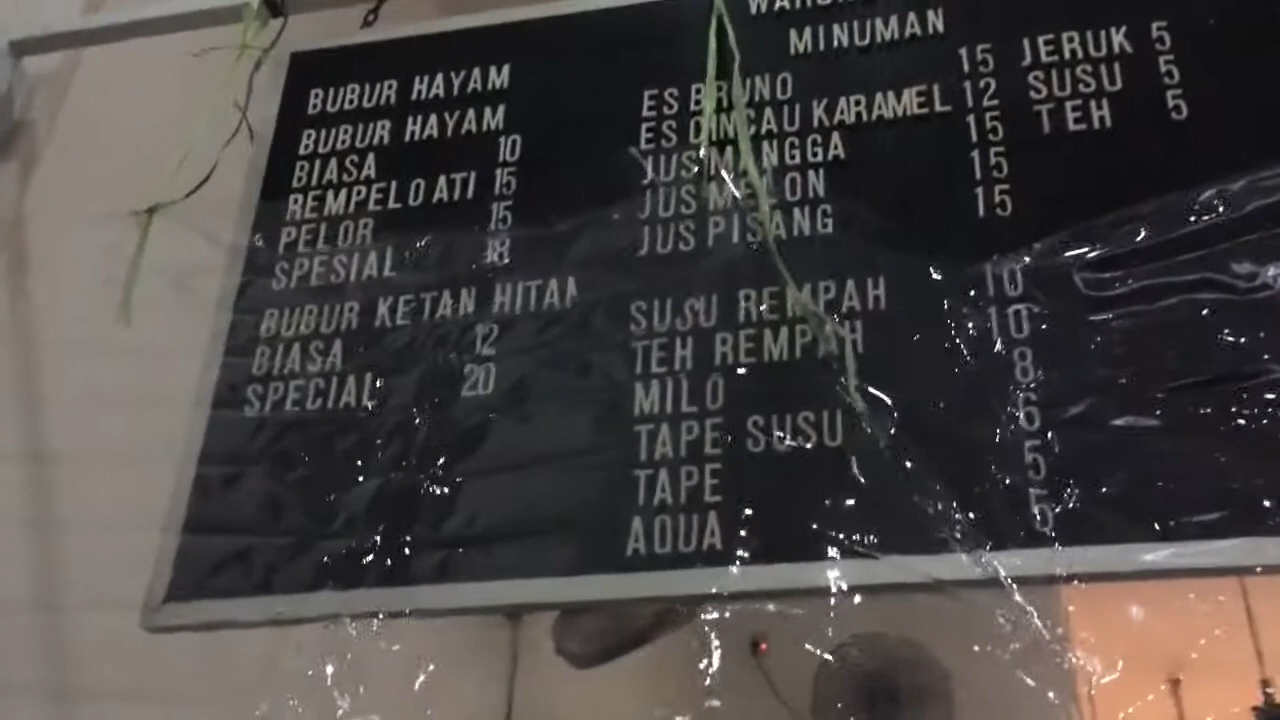 BUBUR HAYAM
BUBUR HAYAM
BIASA 10
REMPELO ATI 15
PELOR 15
SPESIAL 18
BUBUR KETAN HITAM
BIASA 12
SPECIAL 20
MINUMAN
ES BRUNO 15
ES CINCAU KARAMEL 12
JUS MANGGA 15
JUS MELON 15
JUS PISANG 15
SUSU REMPAH 10
TEH REMPAH 10
MILO 8
TAPE SUSU 6
TAPE 5
AQUA 5
JERUK 5
SUSU 5
TEH 5